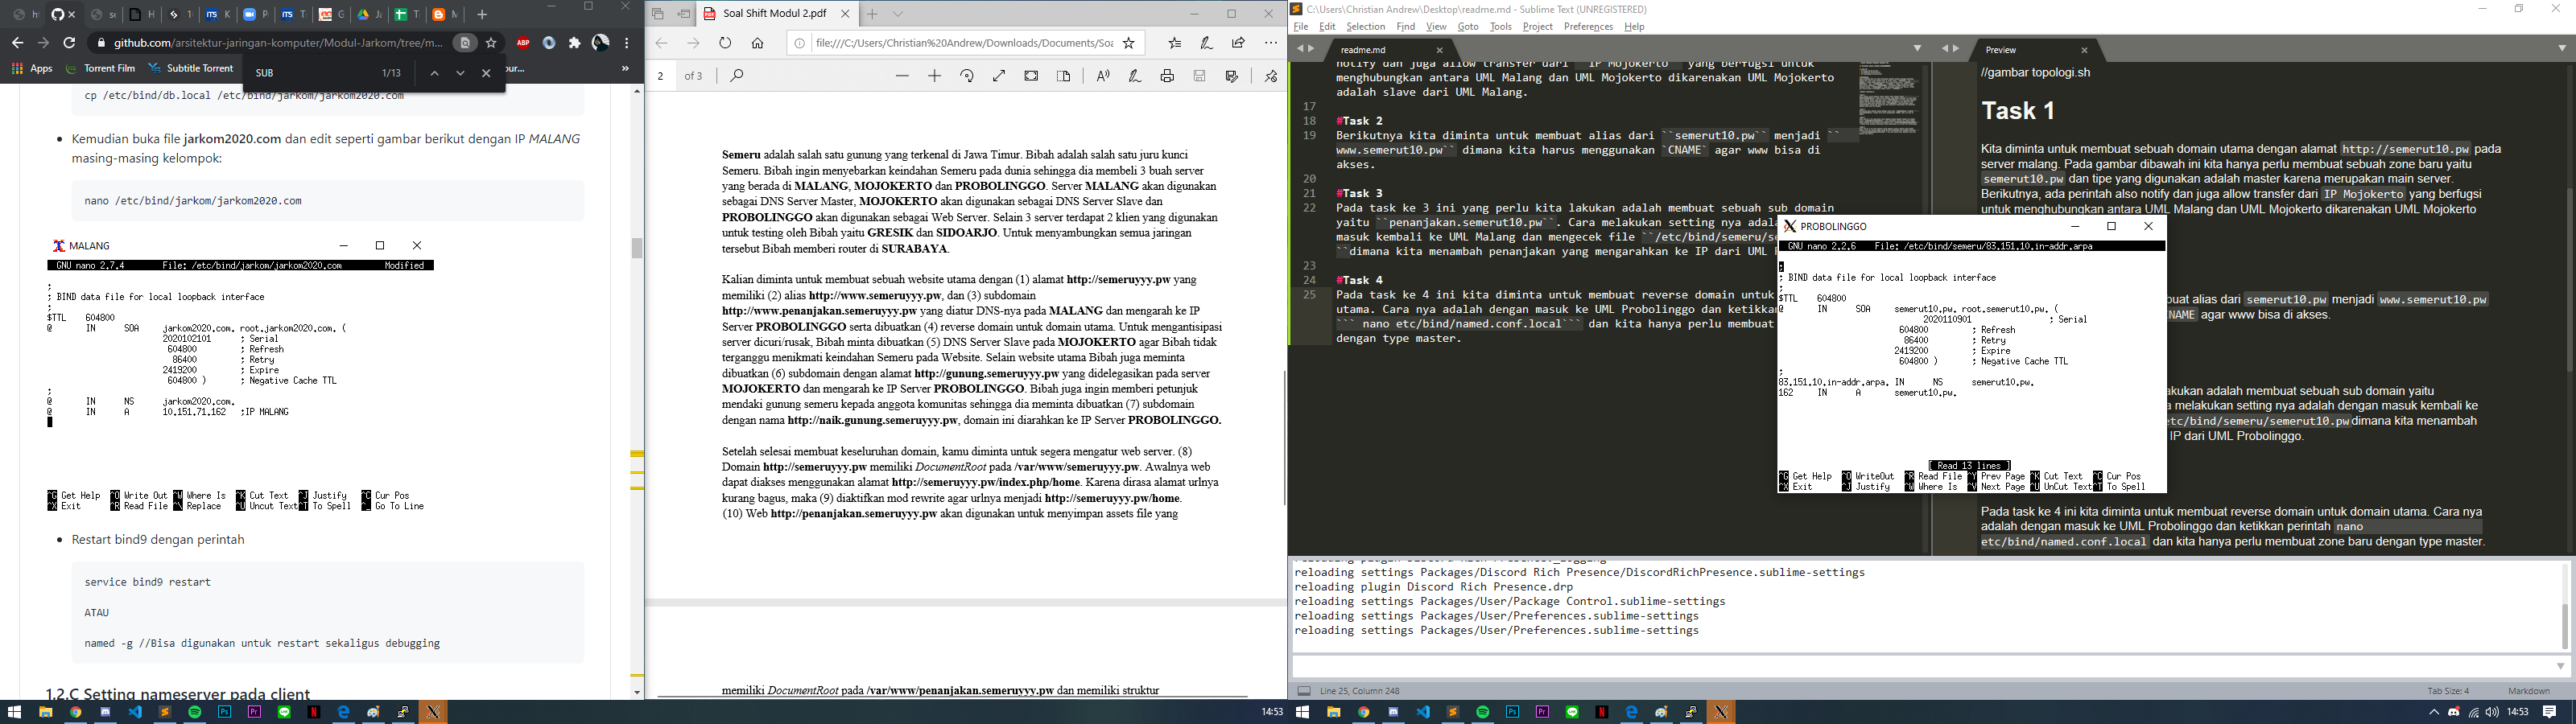 github.com/arsitektur-jaringan-komputer/Modul-Jarkom/tree/m...
Apps
Torrent Film
Subtitle Torrent
SUB
1/13
»
cp /etc/bind/db.local /etc/bind/jarkom/jarkom2020.com
Kemudian buka file jarkom2020.com dan edit seperti gambar berikut dengan IP MALANG
masing-masing kelompok:
nano /etc/bind/jarkom/jarkom2020.com
MALANG
GNU nano 2.7.4 File: /etc/bind/jarkom/jarkom2020.com Modified
;
; BIND data file for local loopback interface
;
$TTL 604800
@ IN SOA jarkom2020.com. root.jarkom2020.com. (
2020102101 ; Serial
604800 ; Refresh
86400 ; Retry
2419200 ; Expire
604800 ) ; Negative Cache TTL
;
@ IN NS jarkom2020.com.
@ IN A 10.151.71.162 ;IP MALANG
^G Get Help ^O Write Out ^W Where Is ^K Cut Text ^J Justify ^C Cur Pos
^X Exit ^R Read File ^\ Replace ^U Uncut Text ^T To Spell ^_ Go To Line
Restart bind9 dengan perintah
service bind9 restart
ATAU
named -g //Bisa digunakan untuk restart sekaligus debugging
1.2.C Setting nameserver pada client
Soal Shift Modul 2.pdf
file:///C:/Users/Christian%20Andrew/Downloads/Documents/Soa
2 of 3
Semeru adalah salah satu gunung yang terkenal di Jawa Timur. Bibah adalah salah satu juru kunci
Semeru. Bibah ingin menyebarkan keindahan Semeru pada dunia sehingga dia membeli 3 buah server
yang berada di MALANG, MOJOKERTO dan PROBOLINGGO. Server MALANG akan digunakan
sebagai DNS Server Master, MOJOKERTO akan digunakan sebagai DNS Server Slave dan
PROBOLINGGO akan digunakan sebagai Web Server. Selain 3 server terdapat 2 klien yang digunakan
untuk testing oleh Bibah yaitu GRESIK dan SIDOARJO. Untuk menyambungkan semua jaringan
tersebut Bibah memberi router di SURABAYA.
Kalian diminta untuk membuat sebuah website utama dengan (1) alamat http://semeruyyy.pw yang
memiliki (2) alias http://www.semeruyyy.pw, dan (3) subdomain
http://www.penanjakan.semeruyyy.pw yang diatur DNS-nya pada MALANG dan mengarah ke IP
Server PROBOLINGGO serta dibuatkan (4) reverse domain untuk domain utama. Untuk mengantisipasi
server dicuri/rusak, Bibah minta dibuatkan (5) DNS Server Slave pada MOJOKERTO agar Bibah tidak
terganggu menikmati keindahan Semeru pada Website. Selain website utama Bibah juga meminta
dibuatkan (6) subdomain dengan alamat http://gunung.semeruyyy.pw yang didelegasikan pada server
MOJOKERTO dan mengarah ke IP Server PROBOLINGGO. Bibah juga ingin memberi petunjuk
mendaki gunung semeru kepada anggota komunitas sehingga dia meminta dibuatkan (7) subdomain
dengan nama http://naik.gunung.semeruyyy.pw, domain ini diarahkan ke IP Server PROBOLINGGO.
Setelah selesai membuat keseluruhan domain, kamu diminta untuk segera mengatur web server. (8)
Domain http://semeruyyy.pw memiliki DocumentRoot pada /var/www/semeruyyy.pw. Awalnya web
dapat diakses menggunakan alamat http://semeruyyy.pw/index.php/home. Karena dirasa alamat urlnya
kurang bagus, maka (9) diaktifkan mod rewrite agar urlnya menjadi http://semeruyyy.pw/home.
(10) Web http://penanjakan.semeruyyy.pw akan digunakan untuk menyimpan assets file yang
memiliki DocumentRoot pada /var/www/penanjakan.semeruyyy.pw dan memiliki struktur
14:53
C:\Users\Christian Andrew\Desktop\readme.md - Sublime Text (UNREGISTERED)
File Edit Selection Find View Goto Tools Project Preferences Help
readme.md
menghubungkan antara UML Malang dan UML Mojokerto dikarenakan UML Mojokerto
adalah slave dari UML Malang.
17
18 #Task 2
19 Berikutnya kita diminta untuk membuat alias dari ``semerut10.pw`` menjadi ``
www.semerut10.pw`` dimana kita harus menggunakan `CNAME` agar www bisa di
akses.
20
21 #Task 3
22 Pada task ke 3 ini yang perlu kita lakukan adalah membuat sebuah sub domain
yaitu ``penanjakan.semerut10.pw``. Cara melakukan setting nya adal
masuk kembali ke UML Malang dan mengecek file ``/etc/bind/semeru/s
``dimana kita menambah penanjakan yang mengarahkan ke IP dari UML
23
24 #Task 4
25 Pada task ke 4 ini kita diminta untuk membuat reverse domain untuk
utama. Cara nya adalah dengan masuk ke UML Probolinggo dan ketikka
``` nano etc/bind/named.conf.local``` dan kita hanya perlu membuat
dengan type master.
Preview
//gambar topologi.sh
Task 1
Kita diminta untuk membuat sebuah domain utama dengan alamat http://semerut10.pw pada
server malang. Pada gambar dibawah ini kita hanya perlu membuat sebuah zone baru yaitu
semerut10.pw dan tipe yang digunakan adalah master karena merupakan main server.
Berikutnya, ada perintah also notify dan juga allow transfer dari IP Mojokerto yang berfugsi
untuk menghubungkan antara UML Malang dan UML Mojokerto dikarenakan UML Mojokerto
PROBOLINGGO
GNU nano 2.2.6 File: /etc/bind/semeru/83.151.10.in-addr.arpa
;
; BIND data file for local loopback interface
;
$TTL 604800
@ IN SOA semerut10.pw. root.semerut10.pw. (
2020110901 ; Serial
604800 ; Refresh
86400 ; Retry
2419200 ; Expire
604800 ) ; Negative Cache TTL
;
83.151.10.in-addr.arpa. IN NS semerut10.pw.
162 IN A semerut10.pw.
[ Read 13 lines ]
^G Get Help ^O WriteOut ^R Read File ^Y Prev Page ^K Cut Text ^C Cur Pos
^X Exit ^J Justify ^W Where Is ^V Next Page ^U UnCut Text ^T To Spell
buat alias dari semerut10.pw menjadi www.semerut10.pw
NAME agar www bisa di akses.
lakukan adalah membuat sebuah sub domain yaitu
melakukan setting nya adalah dengan masuk kembali ke
etc/bind/semeru/semerut10.pw dimana kita menambah
IP dari UML Probolinggo.
Pada task ke 4 ini kita diminta untuk membuat reverse domain untuk domain utama. Cara nya
adalah dengan masuk ke UML Probolinggo dan ketikkan perintah nano
etc/bind/named.conf.local dan kita hanya perlu membuat zone baru dengan type master.
reloading settings Packages/Discord Rich Presence/DiscordRichPresence.sublime-settings
reloading plugin Discord Rich Presence.drp
reloading settings Packages/User/Package Control.sublime-settings
reloading settings Packages/User/Preferences.sublime-settings
reloading settings Packages/User/Preferences.sublime-settings
Line 25, Column 248
Tab Size: 4
Markdown
14:53